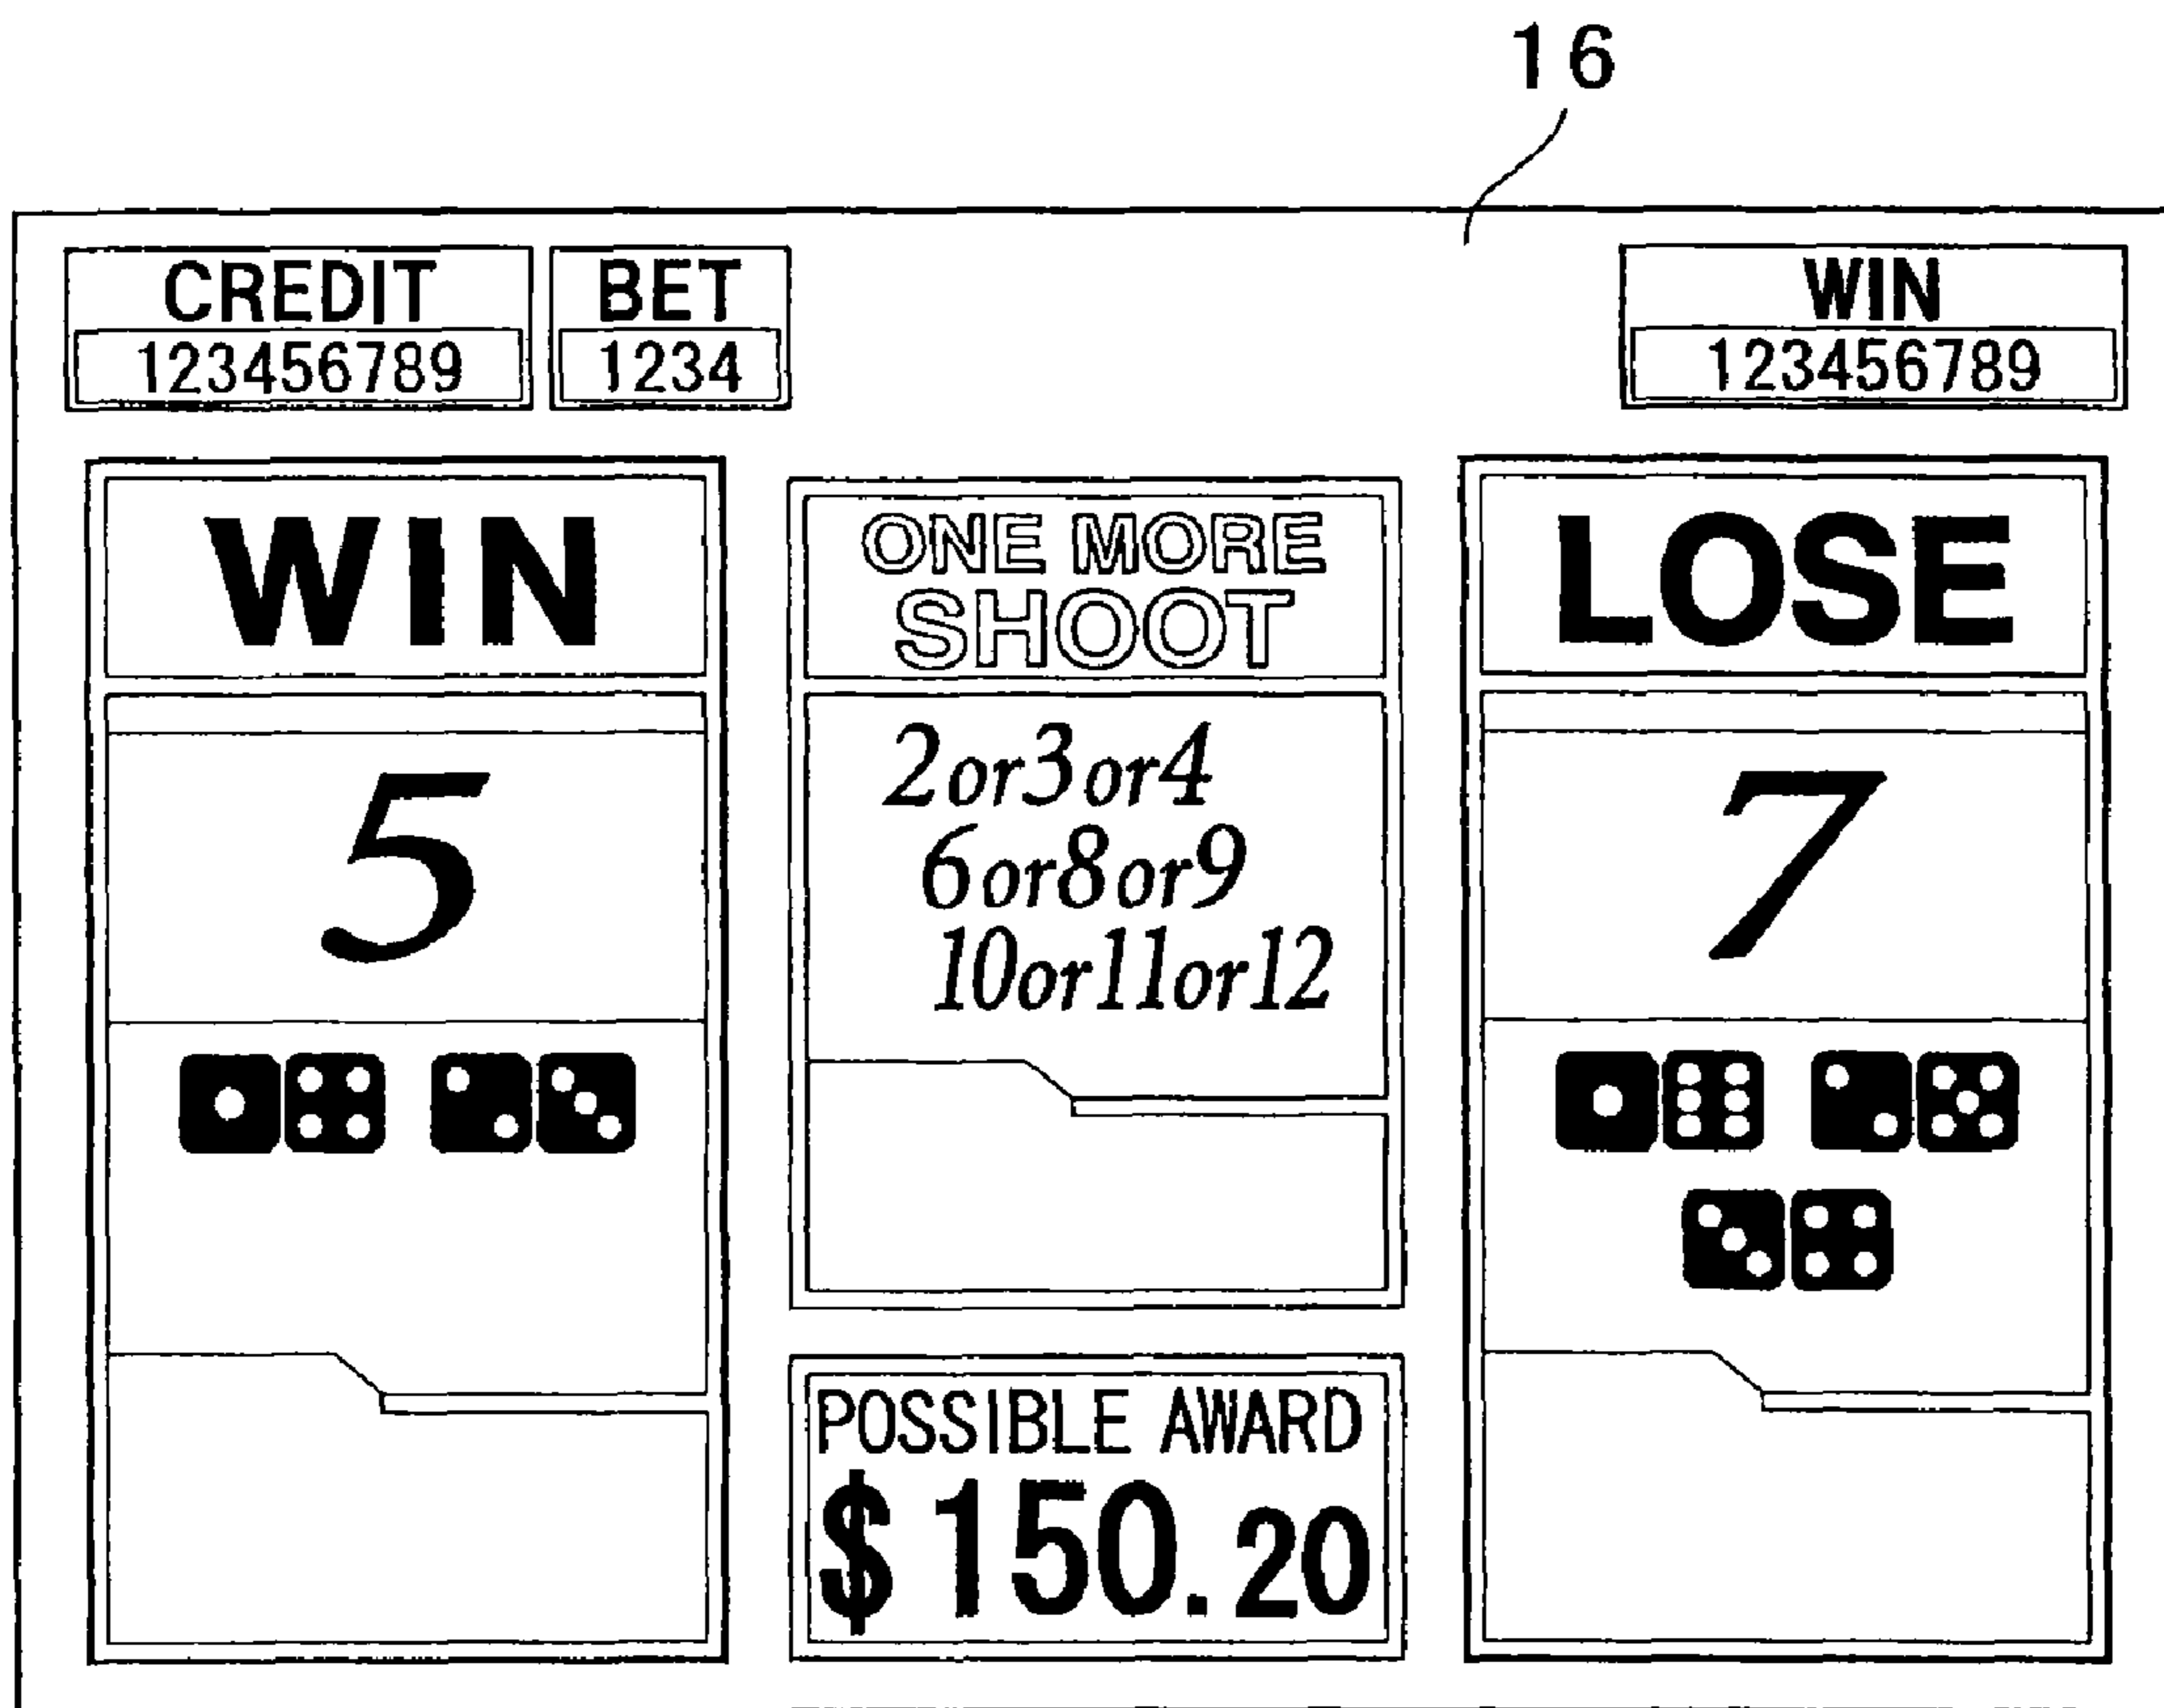 16
CREDIT
123456789
BET
1234
WIN
123456789
WIN
5
ONE MORE
SHOOT
2or3or4
6or8or9
10or11or12
POSSIBLE AWARD
$150.20
LOSE
7